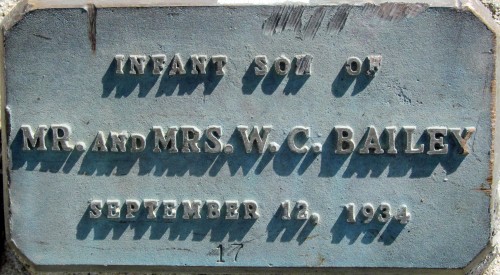 INFANT SON OF
MR. AND MRS. W. C. BAILEY
SEPTEMBER 12, 1934
17